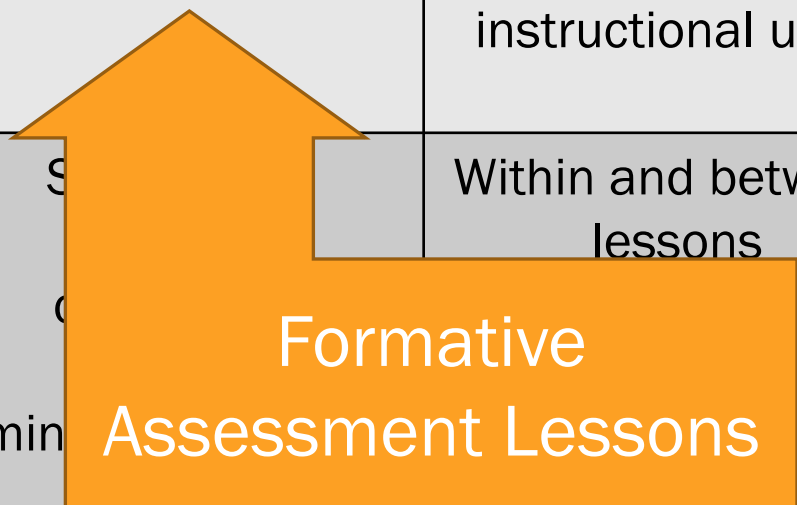 instructional u
Within and betw
lessons
Formative
Assessment Lessons